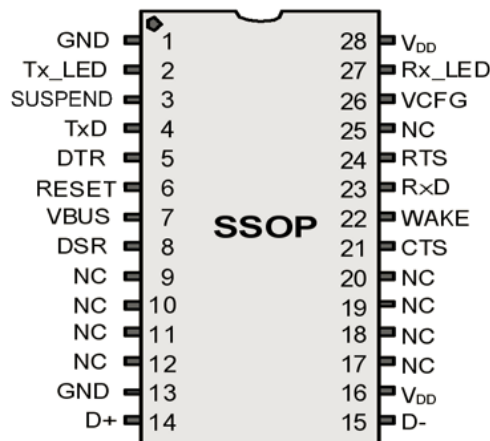 GND 1 28 VDD
Tx_LED 2 27 Rx_LED
SUSPEND 3 26 VCFG
TxD 4 25 NC
DTR 5 24 RTS
RESET 6 23 RxD
VBUS 7 22 WAKE
SSOP
DSR 8 21 CTS
NC 9 20 NC
NC 10 19 NC
NC 11 18 NC
NC 12 17 NC
GND 13 16 VDD
D+ 14 15 D-